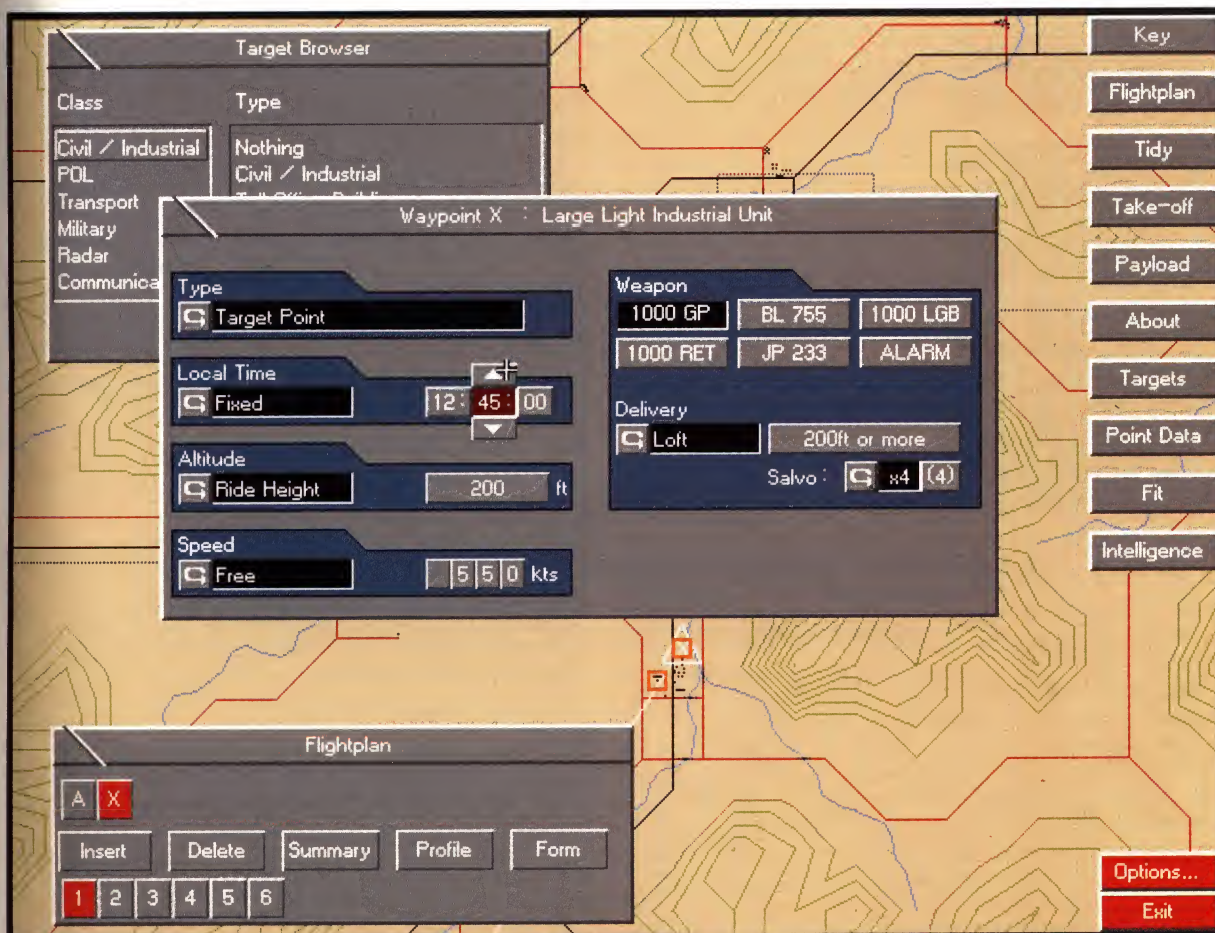 Target Browser
Class
Type
Civil / Industrial
POL
Transport
Military
Radar
Communica
Nothing
Civil / Industrial
Waypoint X : Large Light Industrial Unit
Type
Target Point
Local Time
Fixed
12: 45: 00
Altitude
Ride Height
200 ft
Speed
Free
550 kts
Weapon
1000 GP
BL 755
1000 LGB
1000 RET
JP 233
ALARM
Delivery
Loft
200ft or more
Salvo : x4 (4)
Flightplan
A X
Insert
Delete
Summary
Profile
Form
1 2 3 4 5 6
Key
Flightplan
Tidy
Take-off
Payload
About
Targets
Point Data
Fit
Intelligence
Options...
Exit